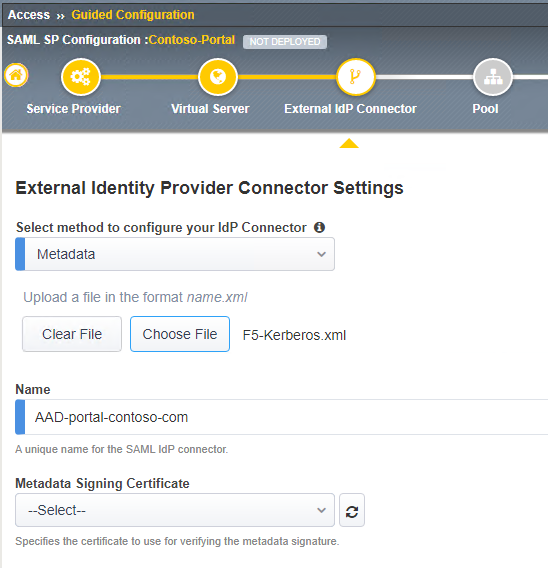 Access ›› Guided Configuration
SAML SP Configuration :Contoso-Portal NOT DEPLOYED
Service Provider Virtual Server External IdP Connector Pool
External Identity Provider Connector Settings
Select method to configure your IdP Connector
Metadata
Upload a file in the format name.xml
Clear File Choose File F5-Kerberos.xml
Name
AAD-portal-contoso-com
A unique name for the SAML IdP connector.
Metadata Signing Certificate
--Select--
Specifies the certificate to use for verifying the metadata signature.